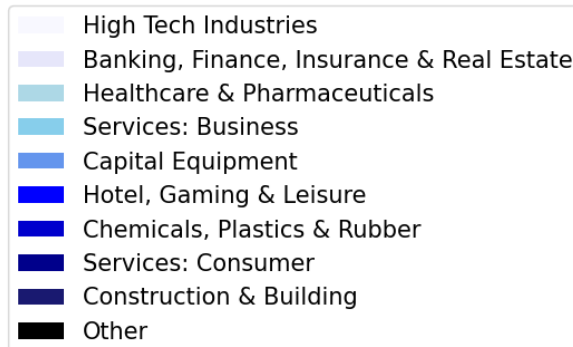 High Tech Industries
Banking, Finance, Insurance & Real Estate
Healthcare & Pharmaceuticals
Services: Business
Capital Equipment
Hotel, Gaming & Leisure
Chemicals, Plastics & Rubber
Services: Consumer
Construction & Building
Other